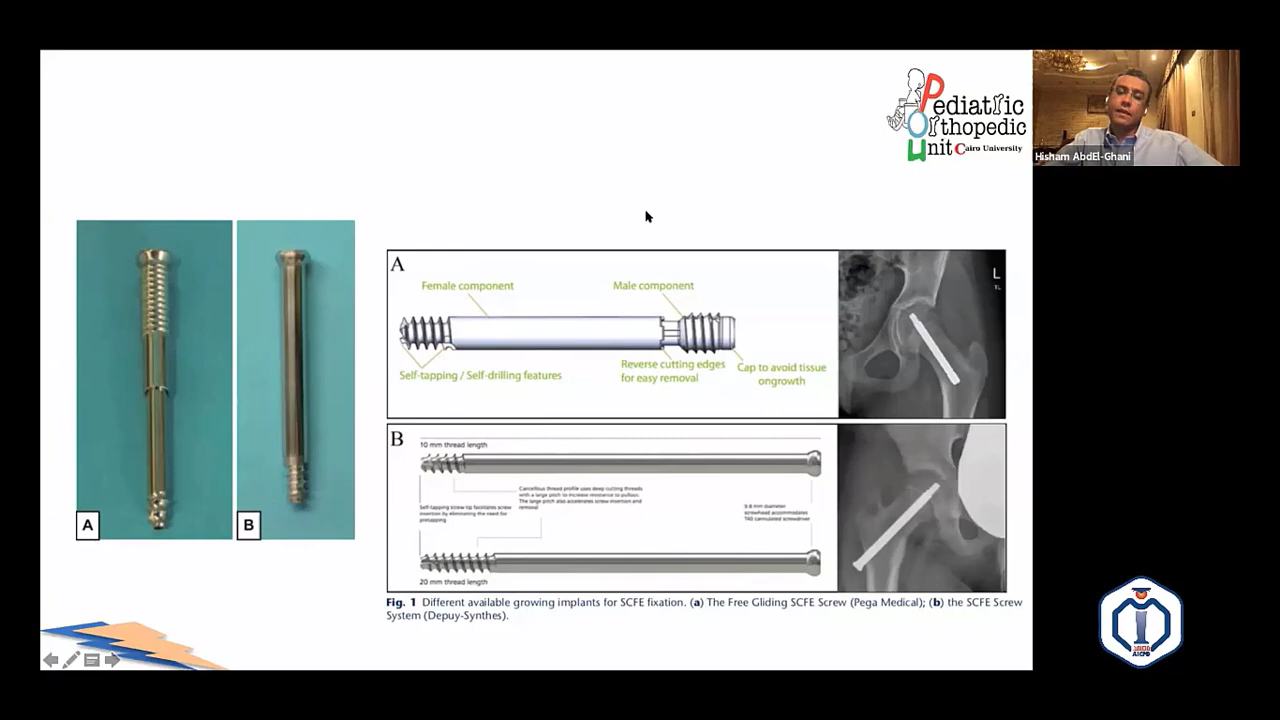 Pediatric
Orthopedic
Unit Cairo University
Hisham AbdEl-Ghani
A
B
A
Female component
Male component
Self-tapping / Self-drilling features
Reverse cutting edges
for easy removal
Cap to avoid tissue
ongrowth
L
TL
B
10 mm thread length
Cancellous thread profile uses deep cutting threads
with a large pitch to increase resistance to pullout.
The large pitch also accelerates screw insertion and
removal
Self-tapping screw tip facilitates screw
insertion by eliminating the need for
pretapping
9.8 mm diameter
screwhead accommodates
T40 cannulated screwdriver
20 mm thread length
Fig. 1 Different available growing implants for SCFE fixation. (a) The Free Gliding SCFE Screw (Pega Medical); (b) the SCFE Screw
System (Depuy-Synthes).